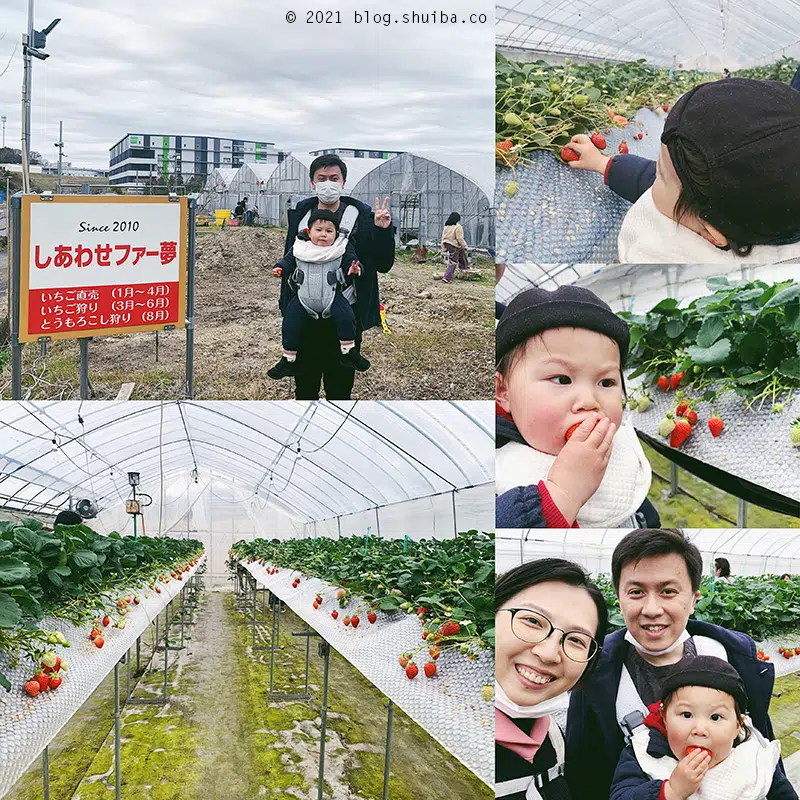 © 2021 blog.shuiba.co
Since 2010
しあわせファー夢
いちご直売 (1月〜4月)
いちご狩り (3月〜6月)
とうもろこし狩り (8月)